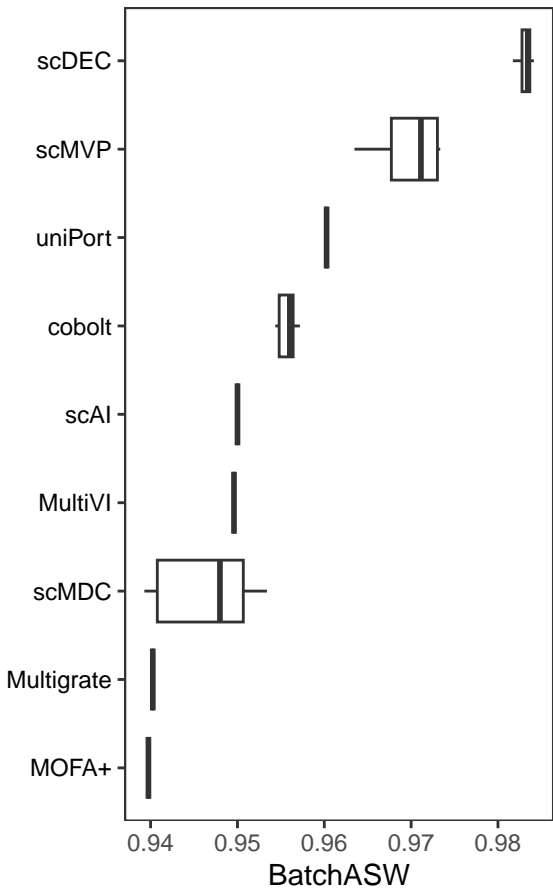 scDEC
scMVP
uniPort
cobolt
scAI
MultiVI
scMDC
Multigrate
MOFA+
0.94 0.95 0.96 0.97 0.98
BatchASW